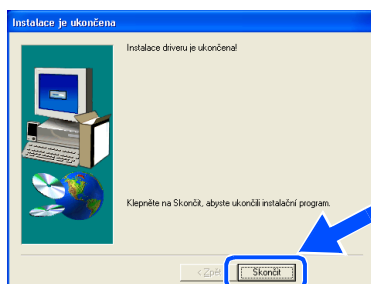 Instalace je ukončena
Instalace driveru je ukončena!
Klepněte na Skončit, abyste ukončili instalační program.
< Zpět
Skončit